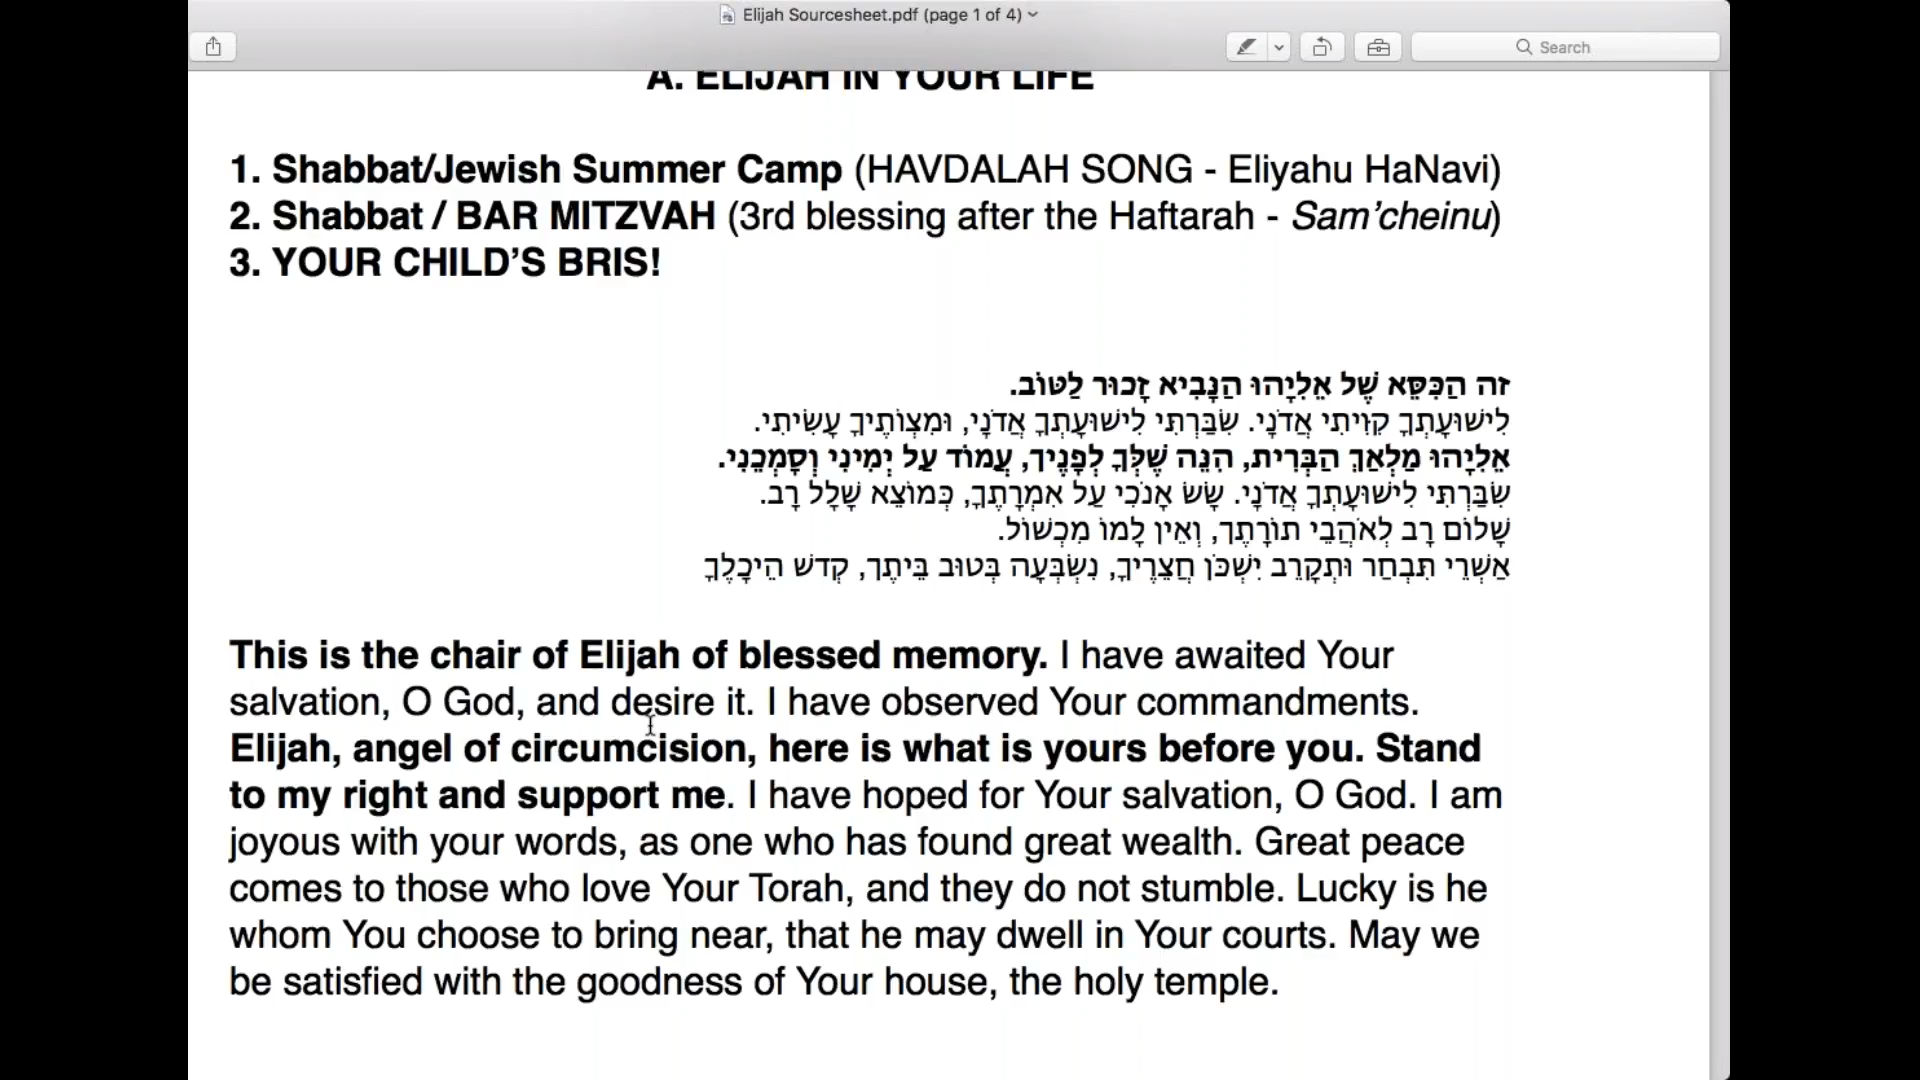 Elijah Sourcesheet.pdf (page 1 of 4)
Search
A. ELIJAH IN YOUR LIFE
1. Shabbat/Jewish Summer Camp (HAVDALAH SONG - Eliyahu HaNavi)
2. Shabbat / BAR MITZVAH (3rd blessing after the Haftarah - Sam’cheinu)
3. YOUR CHILD’S BRIS!
זה הַכִּסֵּא שֶׁל אֵלִיָהוּ הַנָּבִיא זָכוּר לַטּוֹב.
לִישׁוּעָתְךָ קִוִּיתִי אֲדֹנָי. שִׂבַּרְתִּי לִישׁוּעָתְךָ אֲדֹנָי, וּמִצְוֹתֶיךָ עָשִׂיתִי.
אֵלִיָהוּ מַלְאַךְ הַבְּרִית, הִנֵּה שֶׁלְּךָ לְפָנֶיךָ, עֲמוֹד עַל יְמִינִי וְסָמְכֵנִי.
שִׂבַּרְתִּי לִישׁוּעָתְךָ אֲדֹנָי. שָׂשׂ אָנֹכִי עַל אִמְרָתֶךָ, כְּמוֹצֵא שָׁלָל רָב.
שָׁלוֹם רָב לְאֹהֲבֵי תוֹרָתֶךָ, וְאֵין לָמוֹ מִכְשׁוֹל.
אַשְׁרֵי תִּבְחַר וּתְקָרֵב יִשְׁכֹּן חֲצֵרֶיךָ, נִשְׂבְּעָה בְּטוּב בֵּיתֶךָ, קְדֹשׁ הֵיכָלֶךָ
This is the chair of Elijah of blessed memory. I have awaited Your
salvation, O God, and desire it. I have observed Your commandments.
Elijah, angel of circumcision, here is what is yours before you. Stand
to my right and support me. I have hoped for Your salvation, O God. I am
joyous with your words, as one who has found great wealth. Great peace
comes to those who love Your Torah, and they do not stumble. Lucky is he
whom You choose to bring near, that he may dwell in Your courts. May we
be satisfied with the goodness of Your house, the holy temple.